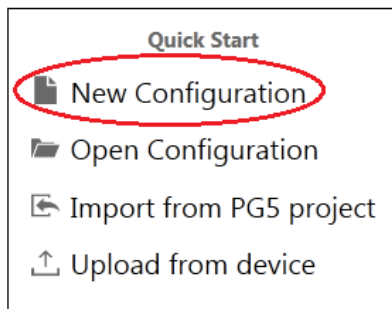 Quick Start
New Configuration
Open Configuration
Import from PG5 project
Upload from device